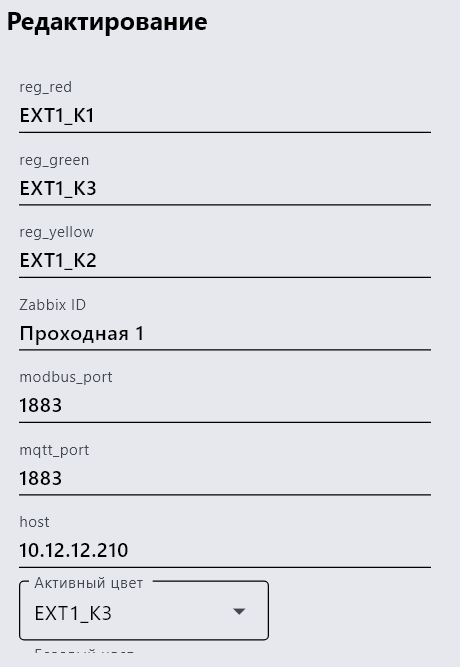 Редактирование
reg_red
EXT1_K1
reg_green
EXT1_K3
reg_yellow
EXT1_K2
Zabbix ID
Проходная 1
modbus_port
1883
mqtt_port
1883
host
10.12.12.210
Активный цвет
EXT1_K3